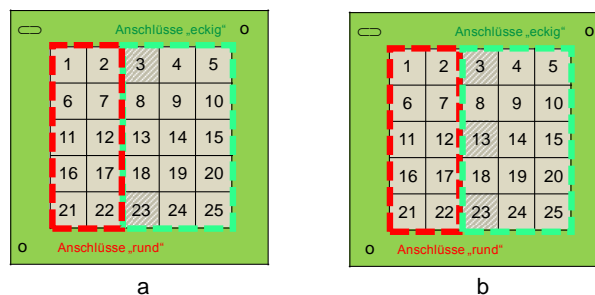 Anschlüsse „eckig“ o
1 2 3 4 5
6 7 8 9 10
11 12 13 14 15
16 17 18 19 20
21 22 23 24 25
o Anschlüsse „rund“
a
Anschlüsse „eckig“ o
1 2 3 4 5
6 7 8 9 10
11 12 13 14 15
16 17 18 19 20
21 22 23 24 25
o Anschlüsse „rund“
b